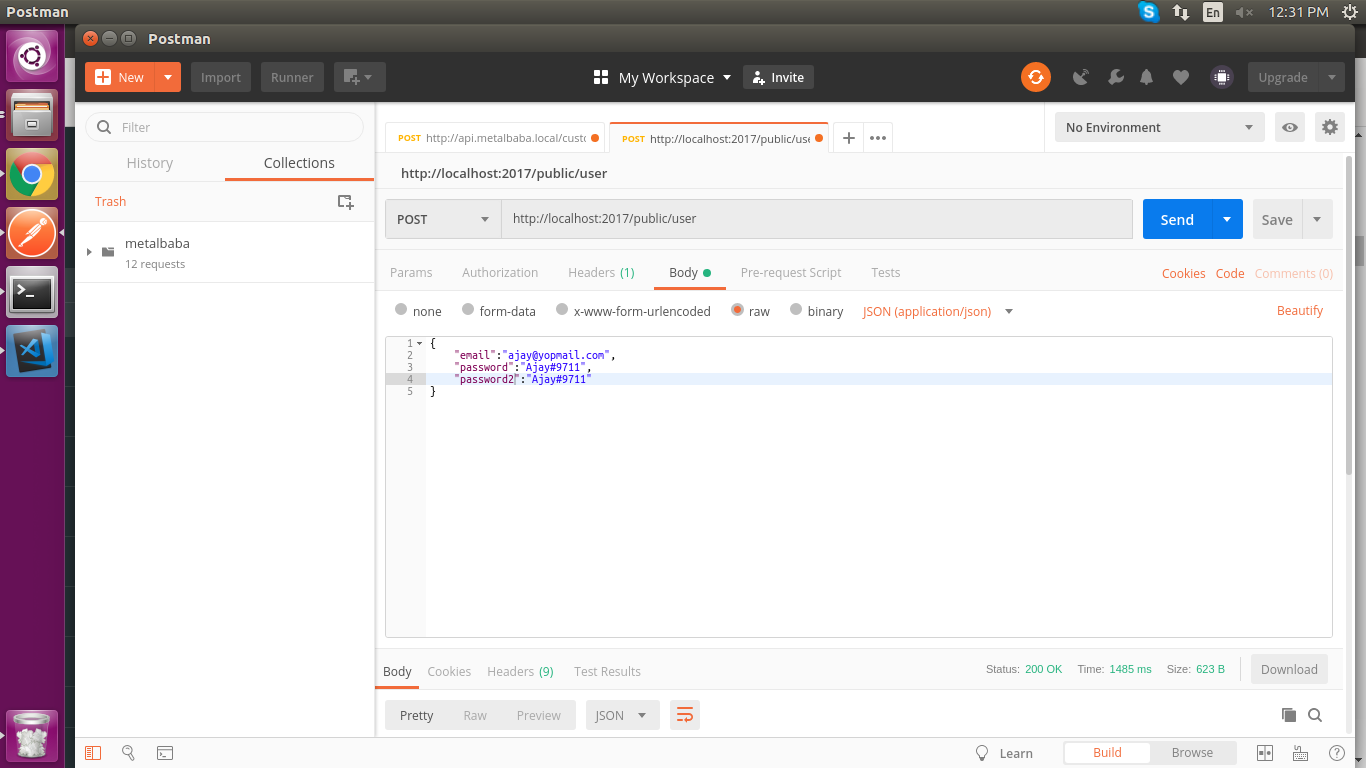 Postman
En
12:31 PM
Postman
New
Import
Runner
My Workspace
Invite
Upgrade
Filter
History
Collections
Trash
metalbaba
12 requests
POST http://api.metalbaba.local/custo
POST http://localhost:2017/public/use
No Environment
http://localhost:2017/public/user
POST
http://localhost:2017/public/user
Send
Save
Params
Authorization
Headers (1)
Body
Pre-request Script
Tests
Cookies
Code
Comments (0)
none
form-data
x-www-form-urlencoded
raw
binary
JSON (application/json)
Beautify
1 {
2 "email":"ajay@yopmail.com",
3 "password":"Ajay#9711",
4 "password2":"Ajay#9711"
5 }
Body
Cookies
Headers (9)
Test Results
Status: 200 OK
Time: 1485 ms
Size: 623 B
Download
Pretty
Raw
Preview
JSON
Learn
Build
Browse